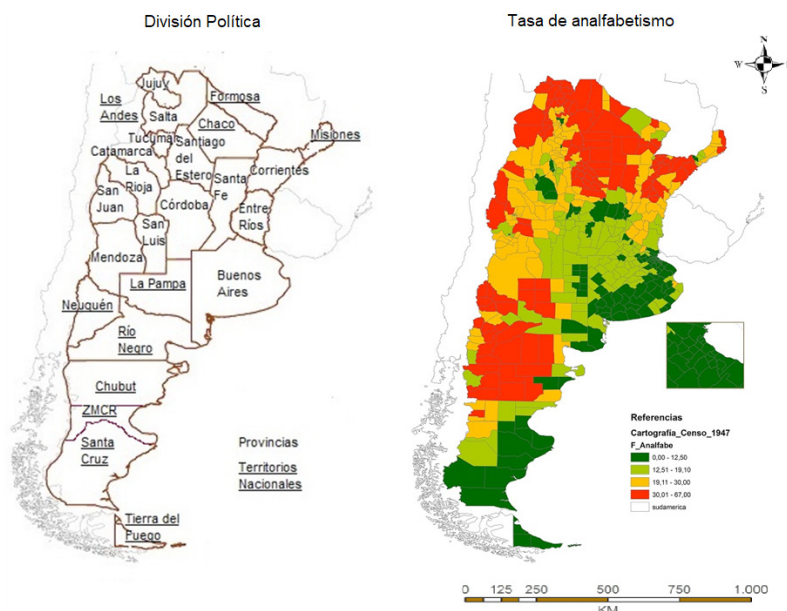 División Política
Jujuy
Los
Andes
Salta
Formosa
Chaco
Misiones
Tucumán
Catamarca
Santiago
del
Estero
Corrientes
La
Rioja
Santa
Fe
San
Juan
Córdoba
Entre
Ríos
San
Luis
Mendoza
La Pampa
Buenos
Aires
Neuquén
Río
Negro
Chubut
ZMCR
Santa
Cruz
Provincias
Territorios
Nacionales
Tierra del
Fuego
Tasa de analfabetismo
N
W
S
Referencias
Cartografía_Censo_1947
F_Analfabe
0,00 - 12,50
12,51 - 19,10
19,11 - 30,00
30,01 - 67,00
sudamerica
0 125 250 500 750 1.000
KM